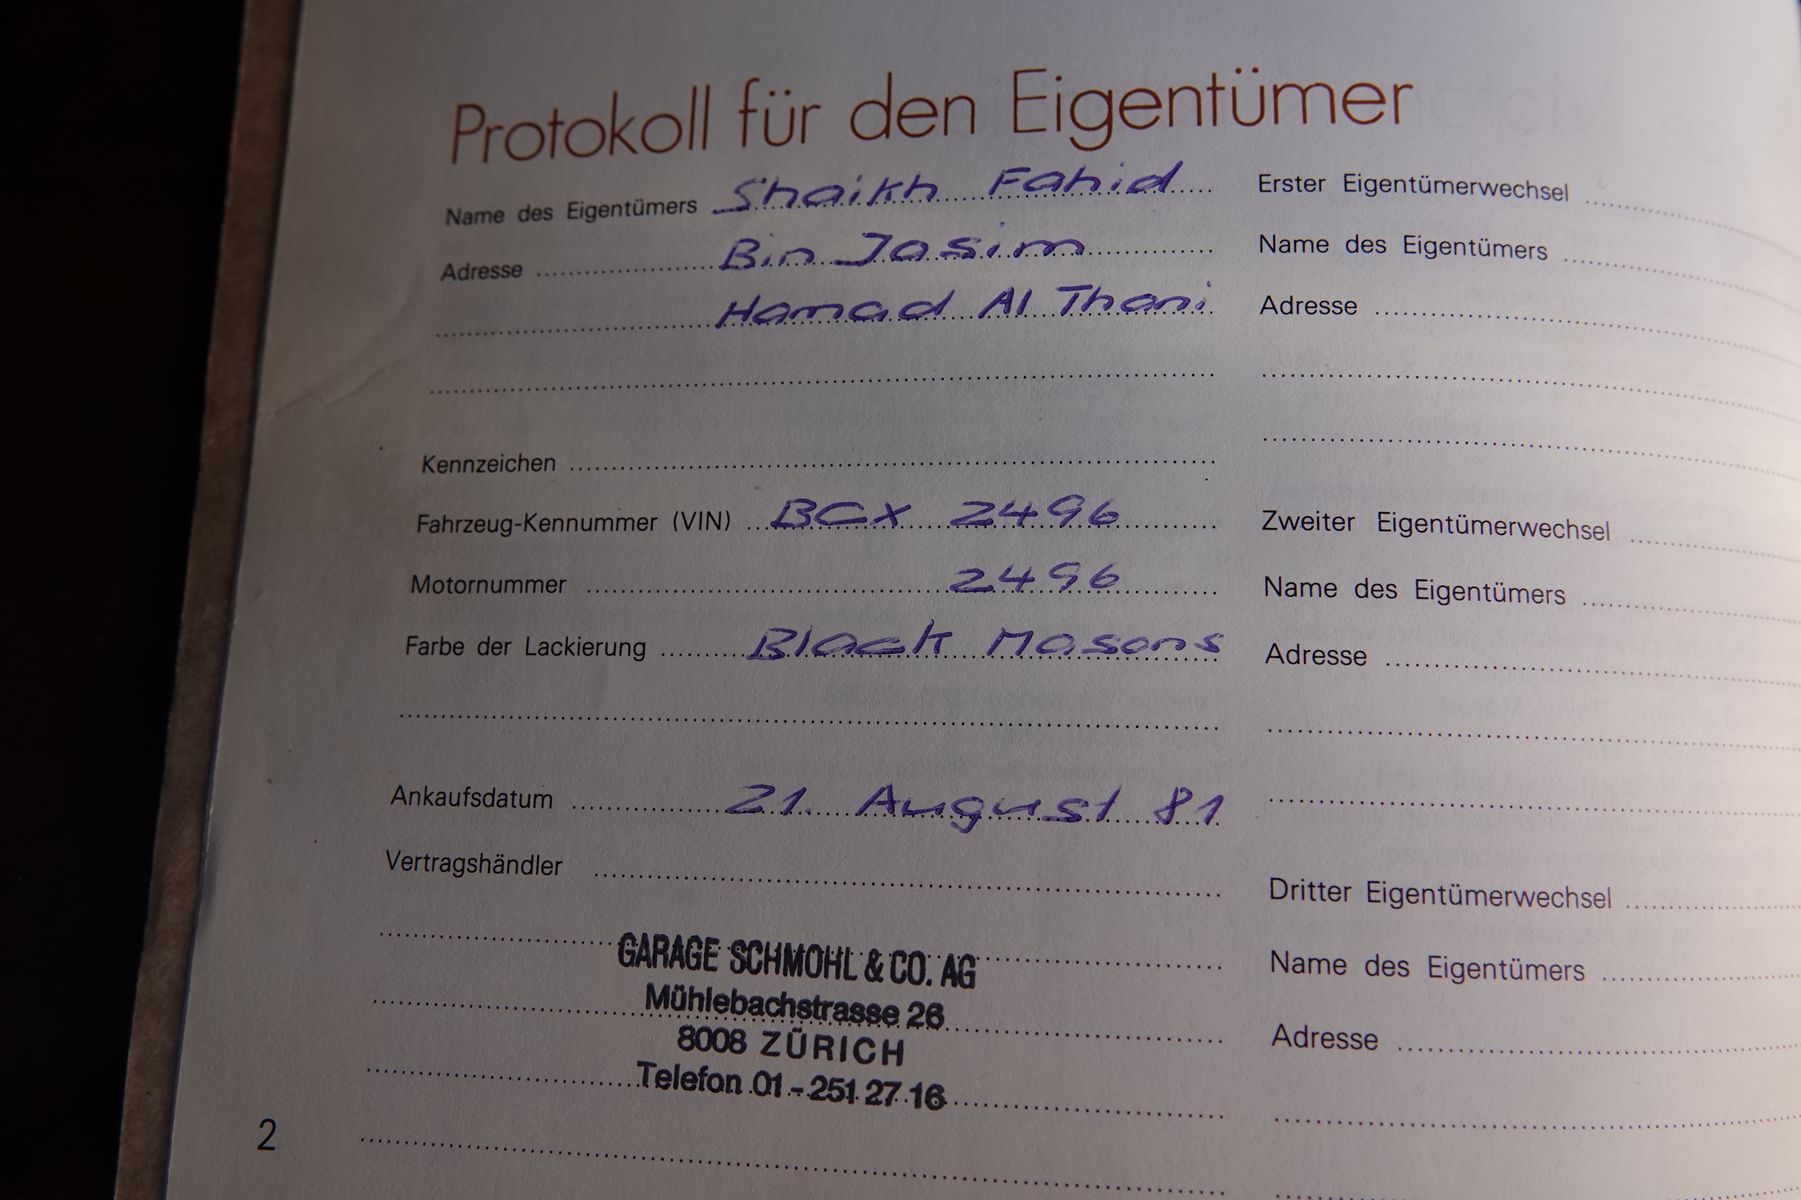 Protokoll für den Eigentümer
Name des Eigentümers Shaikh Fahid
Adresse Bin Jasim
Hamad Al Thani
Kennzeichen
Fahrzeug-Kennummer (VIN) BCX 2496
Motornummer 2496
Farbe der Lackierung Black Masons
Ankaufsdatum 21. August 81
Vertragshändler
GARAGE SCHMOHL & CO. AG
Mühlebachstrasse 26
8008 ZÜRICH
Telefon 01-251 27 16
2
Erster Eigentümerwechsel
Name des Eigentümers
Adresse
Zweiter Eigentümerwechsel
Name des Eigentümers
Adresse
Dritter Eigentümerwechsel
Name des Eigentümers
Adresse